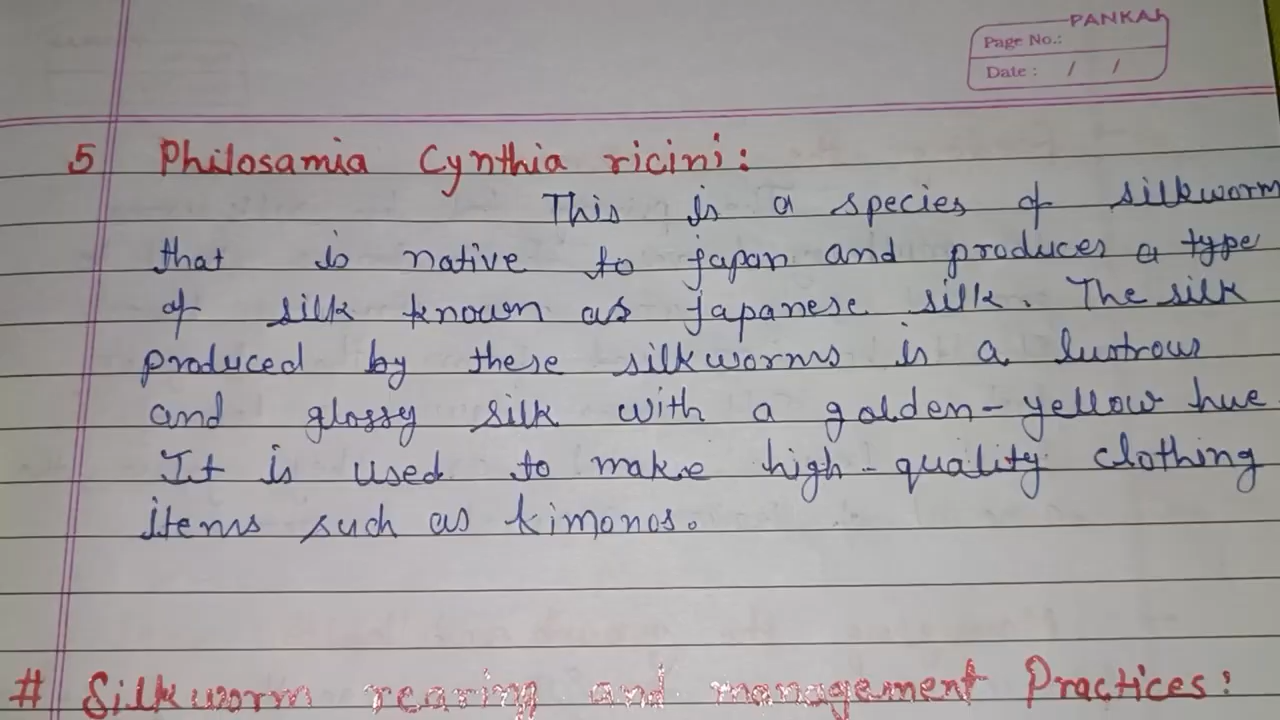 PANKAJ
Page No.:
Date : / /
5 Philosamia Cynthia ricini:
This is a species of silkworm
that is native to japan and produces a type
of silk known as japanese silk. The silk
produced by these silkworms is a lustrous
and glossy silk with a golden-yellow hue
It is used to make high-quality clothing
items such as kimonos.
# Silkworm rearing and management Practices: